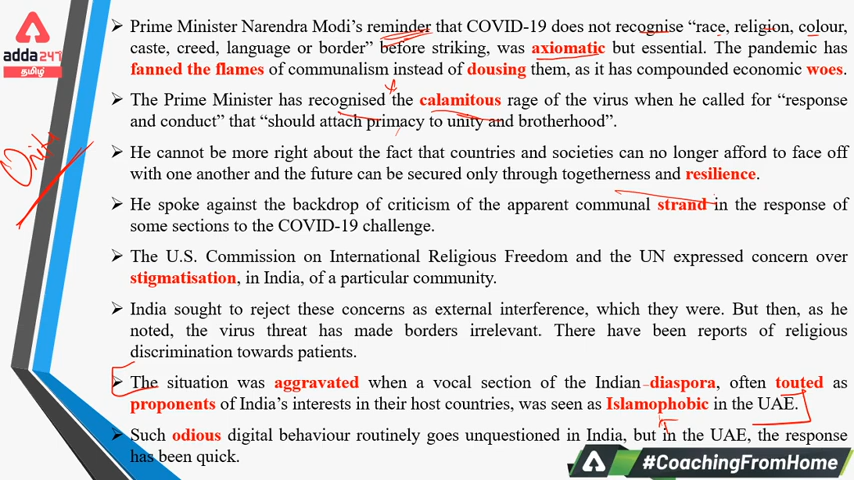 Prime Minister Narendra Modi's reminder that COVID-19 does not recognise “race, religion, colour,
caste, creed, language or border” before striking, was axiomatic but essential. The pandemic has
fanned the flames of communalism instead of dousing them, as it has compounded economic woes.
The Prime Minister has recognised the calamitous rage of the virus when he called for “response
and conduct” that “should attach primacy to unity and brotherhood”.
He cannot be more right about the fact that countries and societies can no longer afford to face off
with one another and the future can be secured only through togetherness and resilience.
He spoke against the backdrop of criticism of the apparent communal strand in the response of
some sections to the COVID-19 challenge.
The U.S. Commission on International Religious Freedom and the UN expressed concern over
stigmatisation, in India, of a particular community.
India sought to reject these concerns as external interference, which they were. But then, as he
noted, the virus threat has made borders irrelevant. There have been reports of religious
discrimination towards patients.
The situation was aggravated when a vocal section of the Indian diaspora, often touted as
proponents of India's interests in their host countries, was seen as Islamophobic in the UAE.
Such odious digital behaviour routinely goes unquestioned in India, but in the UAE, the response
has been quick.
adda247
தமிழ்
Unity
#CoachingFromHome